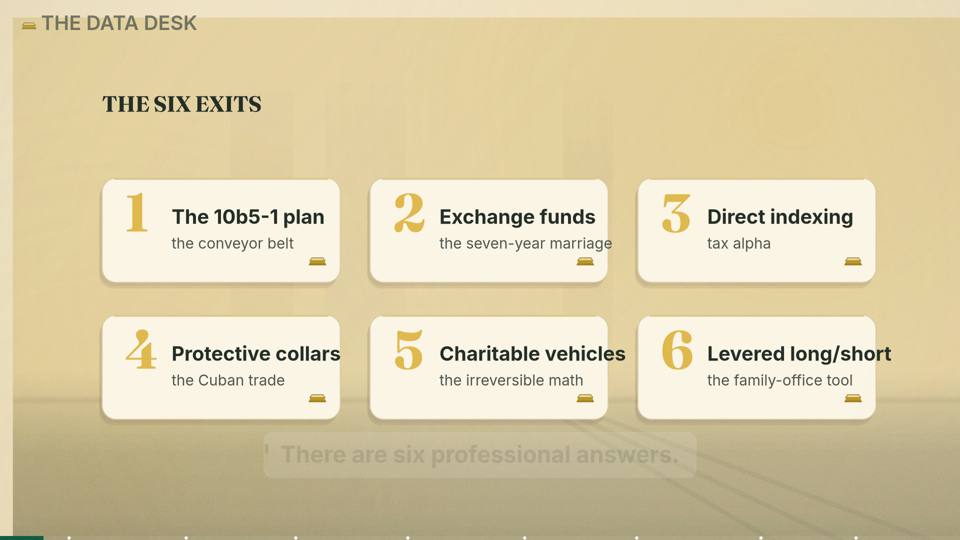 THE DATA DESK
THE SIX EXITS
1
The 10b5-1 plan
the conveyor belt
2
Exchange funds
the seven-year marriage
3
Direct indexing
tax alpha
4
Protective collars
the Cuban trade
5
Charitable vehicles
the irreversible math
6
Levered long/short
the family-office tool
There are six professional answers.